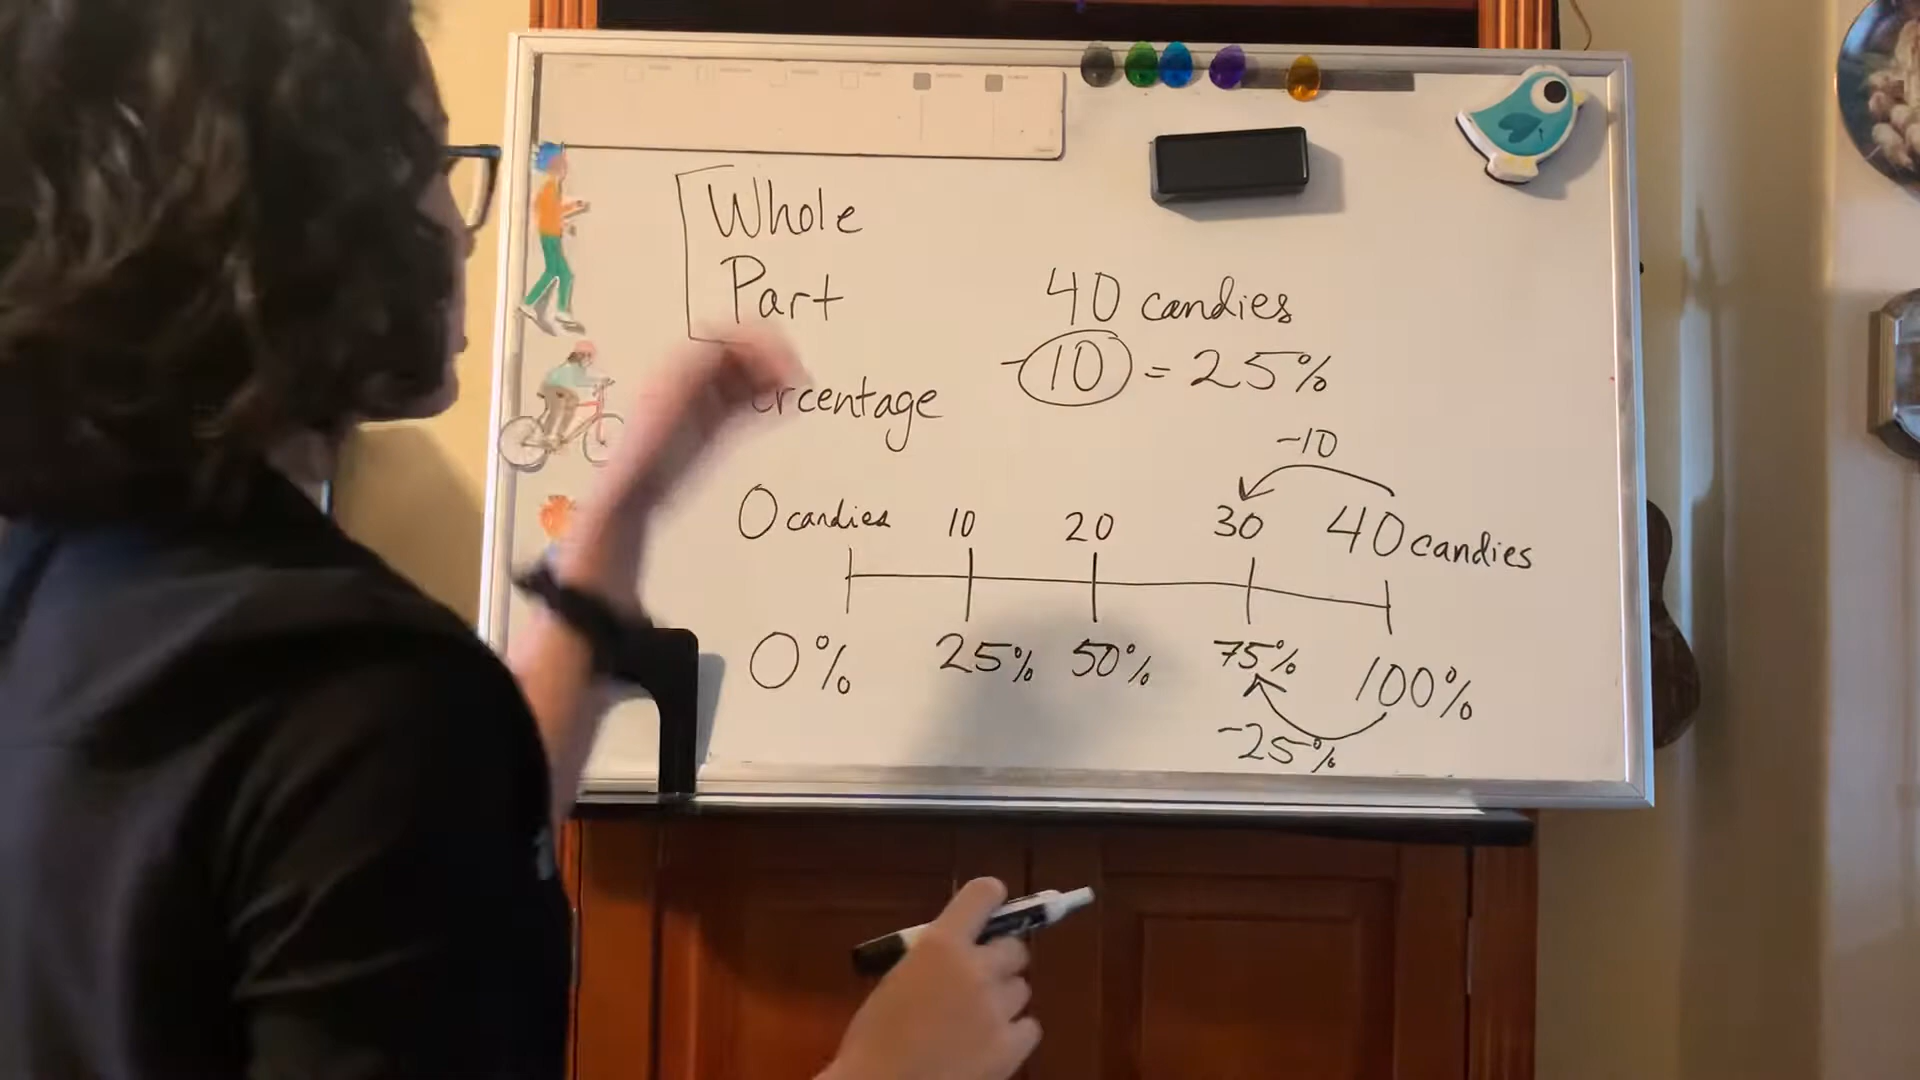 Whole
Part
40 candies
-10 = 25%
rcentage
-10
0 candies 10 20 30 40 candies
0% 25% 50% 75% 100%
-25%